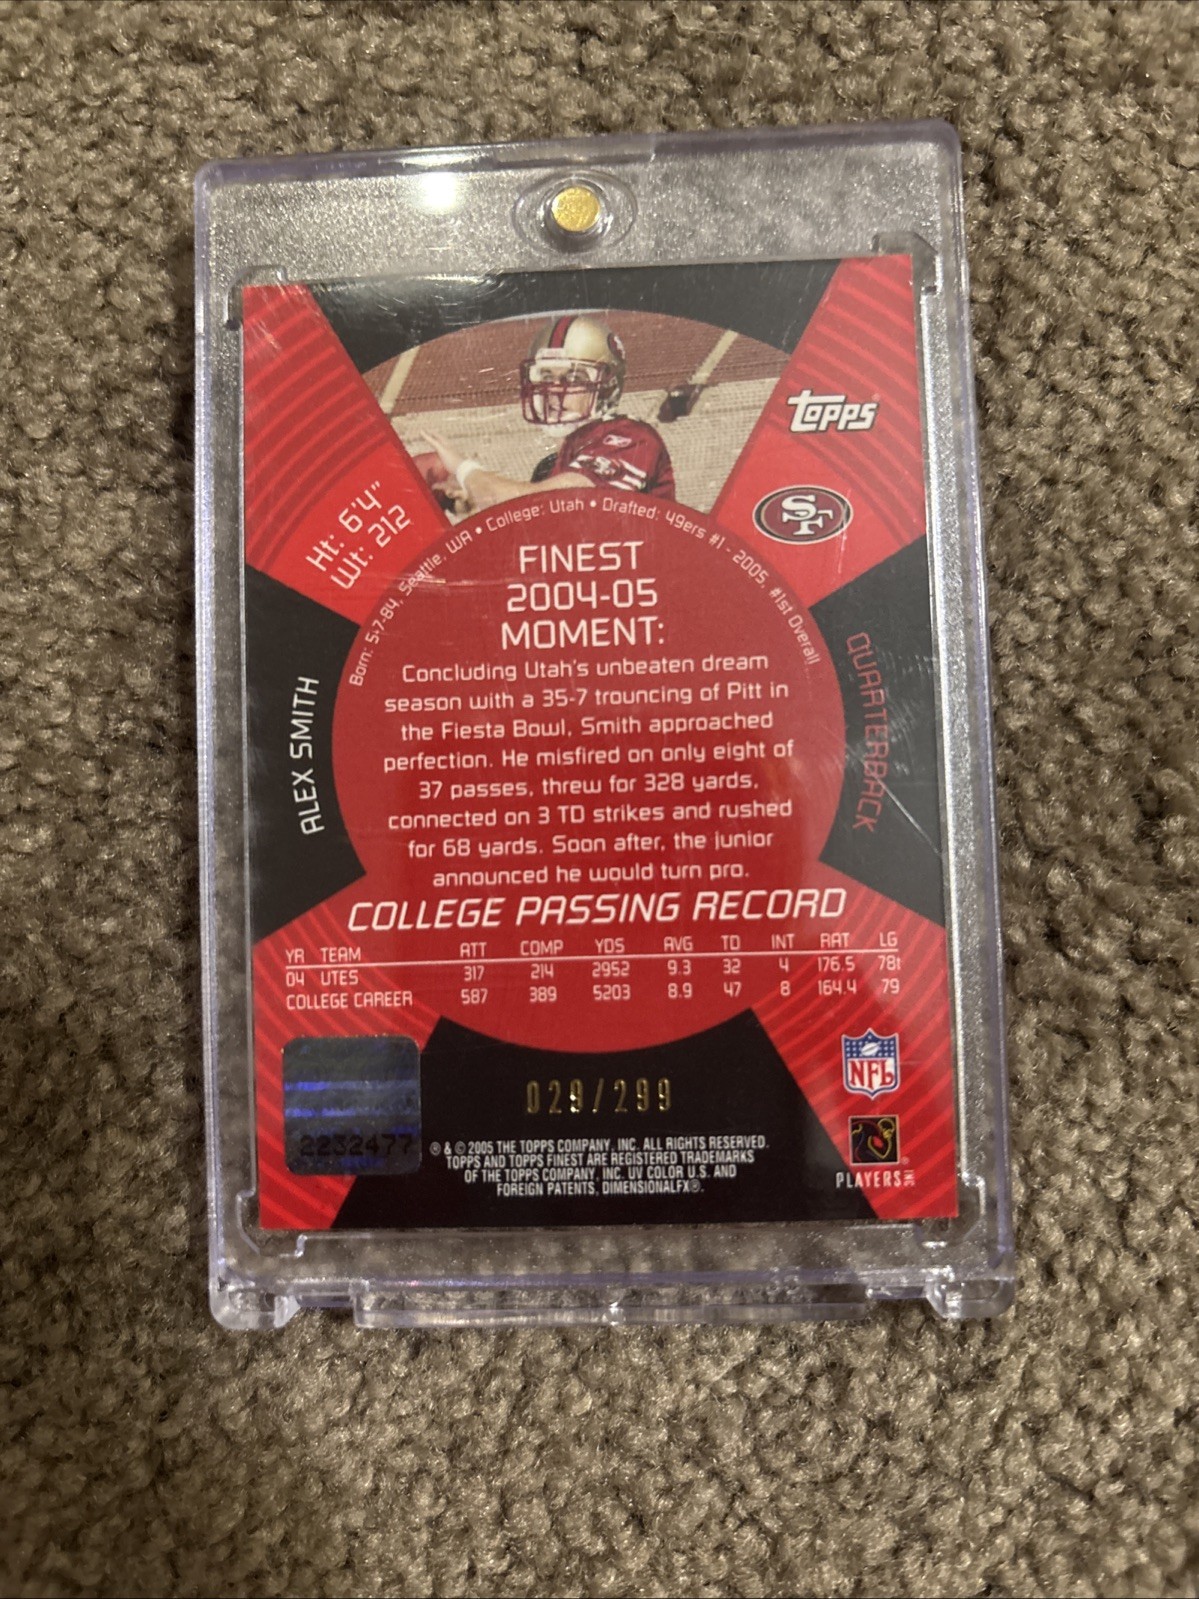 TOPPS
SF
Ht: 6'4"
Wt: 212
Born: 5-7-84, Seattle, WA • College: Utah • Drafted: 49ers #1 - 2005, #1st Overall
ALEX SMITH
QUARTERBACK
FINEST
2004-05
MOMENT:
Concluding Utah's unbeaten dream
season with a 35-7 trouncing of Pitt in
the Fiesta Bowl, Smith approached
perfection. He misfired on only eight of
37 passes, threw for 328 yards,
connected on 3 TD strikes and rushed
for 68 yards. Soon after, the junior
announced he would turn pro.
COLLEGE PASSING RECORD
YR TEAM ATT COMP YDS AVG TD INT RAT LG
04 UTES 317 214 2952 9.3 32 4 176.5 78t
COLLEGE CAREER 587 389 5203 8.9 47 8 164.4 79
NFL
029/299
2232477
® & © 2005 THE TOPPS COMPANY, INC. ALL RIGHTS RESERVED.
TOPPS AND TOPPS FINEST ARE REGISTERED TRADEMARKS
OF THE TOPPS COMPANY, INC. UV COLOR U.S. AND
FOREIGN PATENTS, DIMENSIONALFX®.
PLAYERS INC